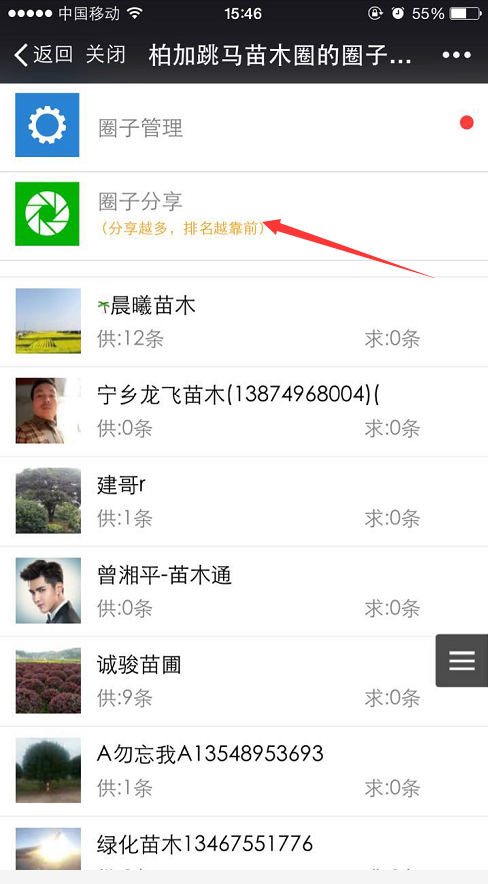 中国移动 15:46 55%
返回 关闭 柏加跳马苗木圈的圈子...
圈子管理
圈子分享
（分享越多，排名越靠前）
晨曦苗木
供:12条 求:0条
宁乡龙飞苗木(13874968004)(
供:0条 求:0条
建哥r
供:1条 求:0条
曾湘平-苗木通
供:0条 求:0条
诚骏苗圃
供:9条 求:0条
A勿忘我A13548953693
供:1条 求:0条
绿化苗木13467551776